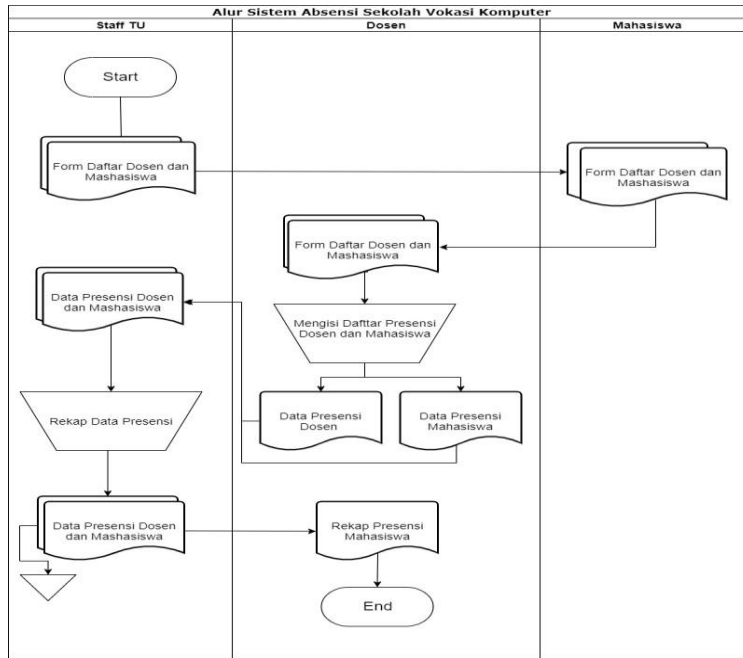 Alur Sistem Absensi Sekolah Vokasi Komputer
Staff TU
Dosen
Mahasiswa
Start
Form Daftar Dosen dan
Mashasiswa
Form Daftar Dosen dan
Mashasiswa
Form Daftar Dosen dan
Mashasiswa
Data Presensi Dosen
dan Mashasiswa
Mengisi Dafttar Presensi
Dosen dan Mahasiswa
Rekap Data Presensi
Data Presensi
Dosen
Data Presensi
Mahasiswa
Data Presensi Dosen
dan Mashasiswa
Rekap Presensi
Mahasiswa
End